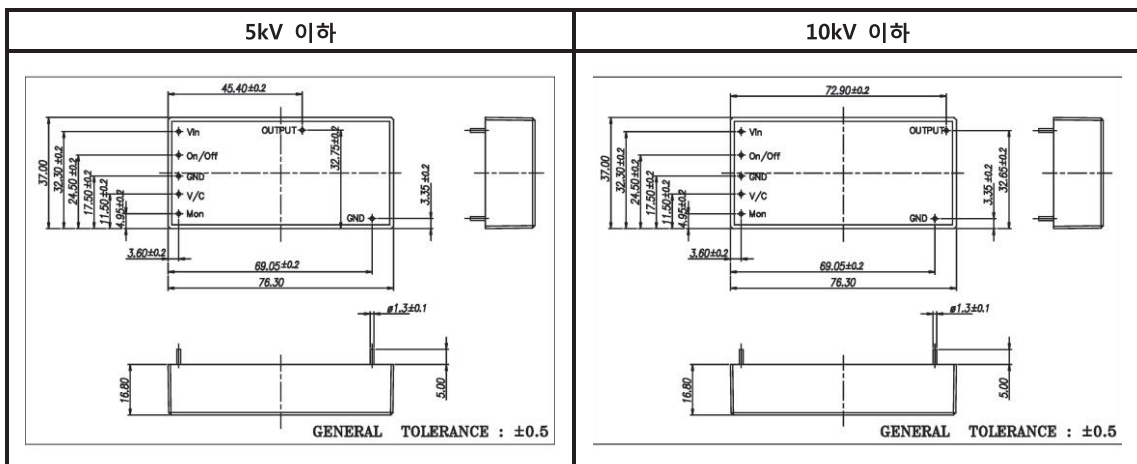 5kV 이하
10kV 이하
45.40±0.2
37.00
32.30 ±0.2
24.50 ±0.2
17.50 ±0.2
11.50 ±0.2
4.95±0.2
Vin
On/Off
GND
V/C
Mon
OUTPUT
32.75±0.2
GND
3.35 ±0.2
3.60±0.2
69.05±0.2
76.30
ø1.3±0.1
16.80
5.00
GENERAL TOLERANCE : ±0.5
72.90±0.2
37.00
32.30 ±0.2
24.50 ±0.2
17.50 ±0.2
11.50 ±0.2
4.95±0.2
Vin
On/Off
GND
V/C
Mon
OUTPUT
GND
3.35 ±0.2
32.65 ±0.2
3.60±0.2
69.05±0.2
76.30
ø1.3±0.1
16.80
5.00
GENERAL TOLERANCE : ±0.5